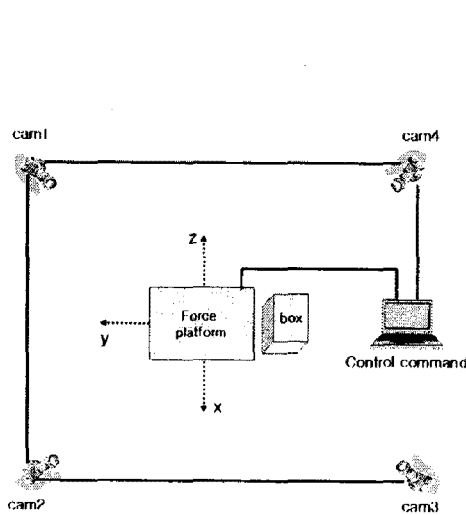 cam1
cam4
z
Force
platform
box
y
Control command
x
cam2
cam3